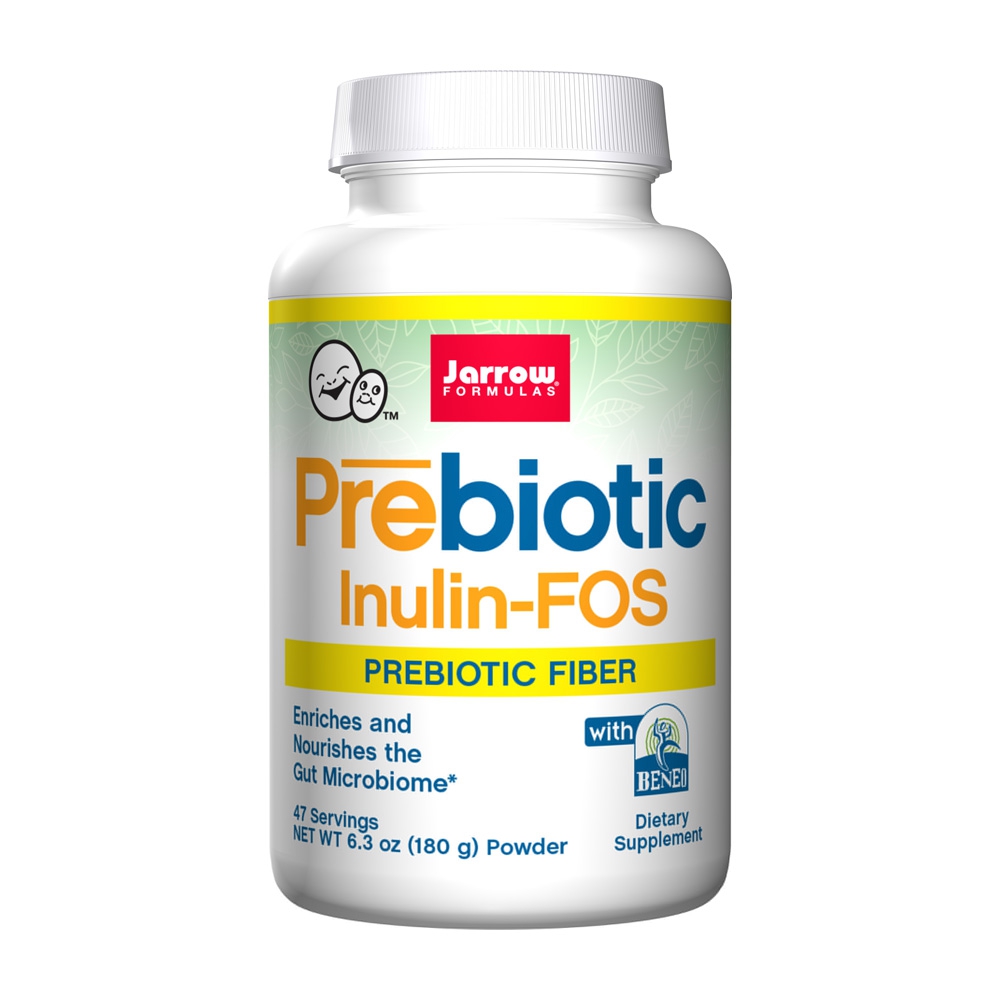 Jarrow®
FORMULAS
TM
Prēbiotic
Inulin-FOS
PREBIOTIC FIBER
Enriches and
Nourishes the
Gut Microbiome*
with
BENEO
47 Servings
NET WT 6.3 oz (180 g) Powder
Dietary
Supplement